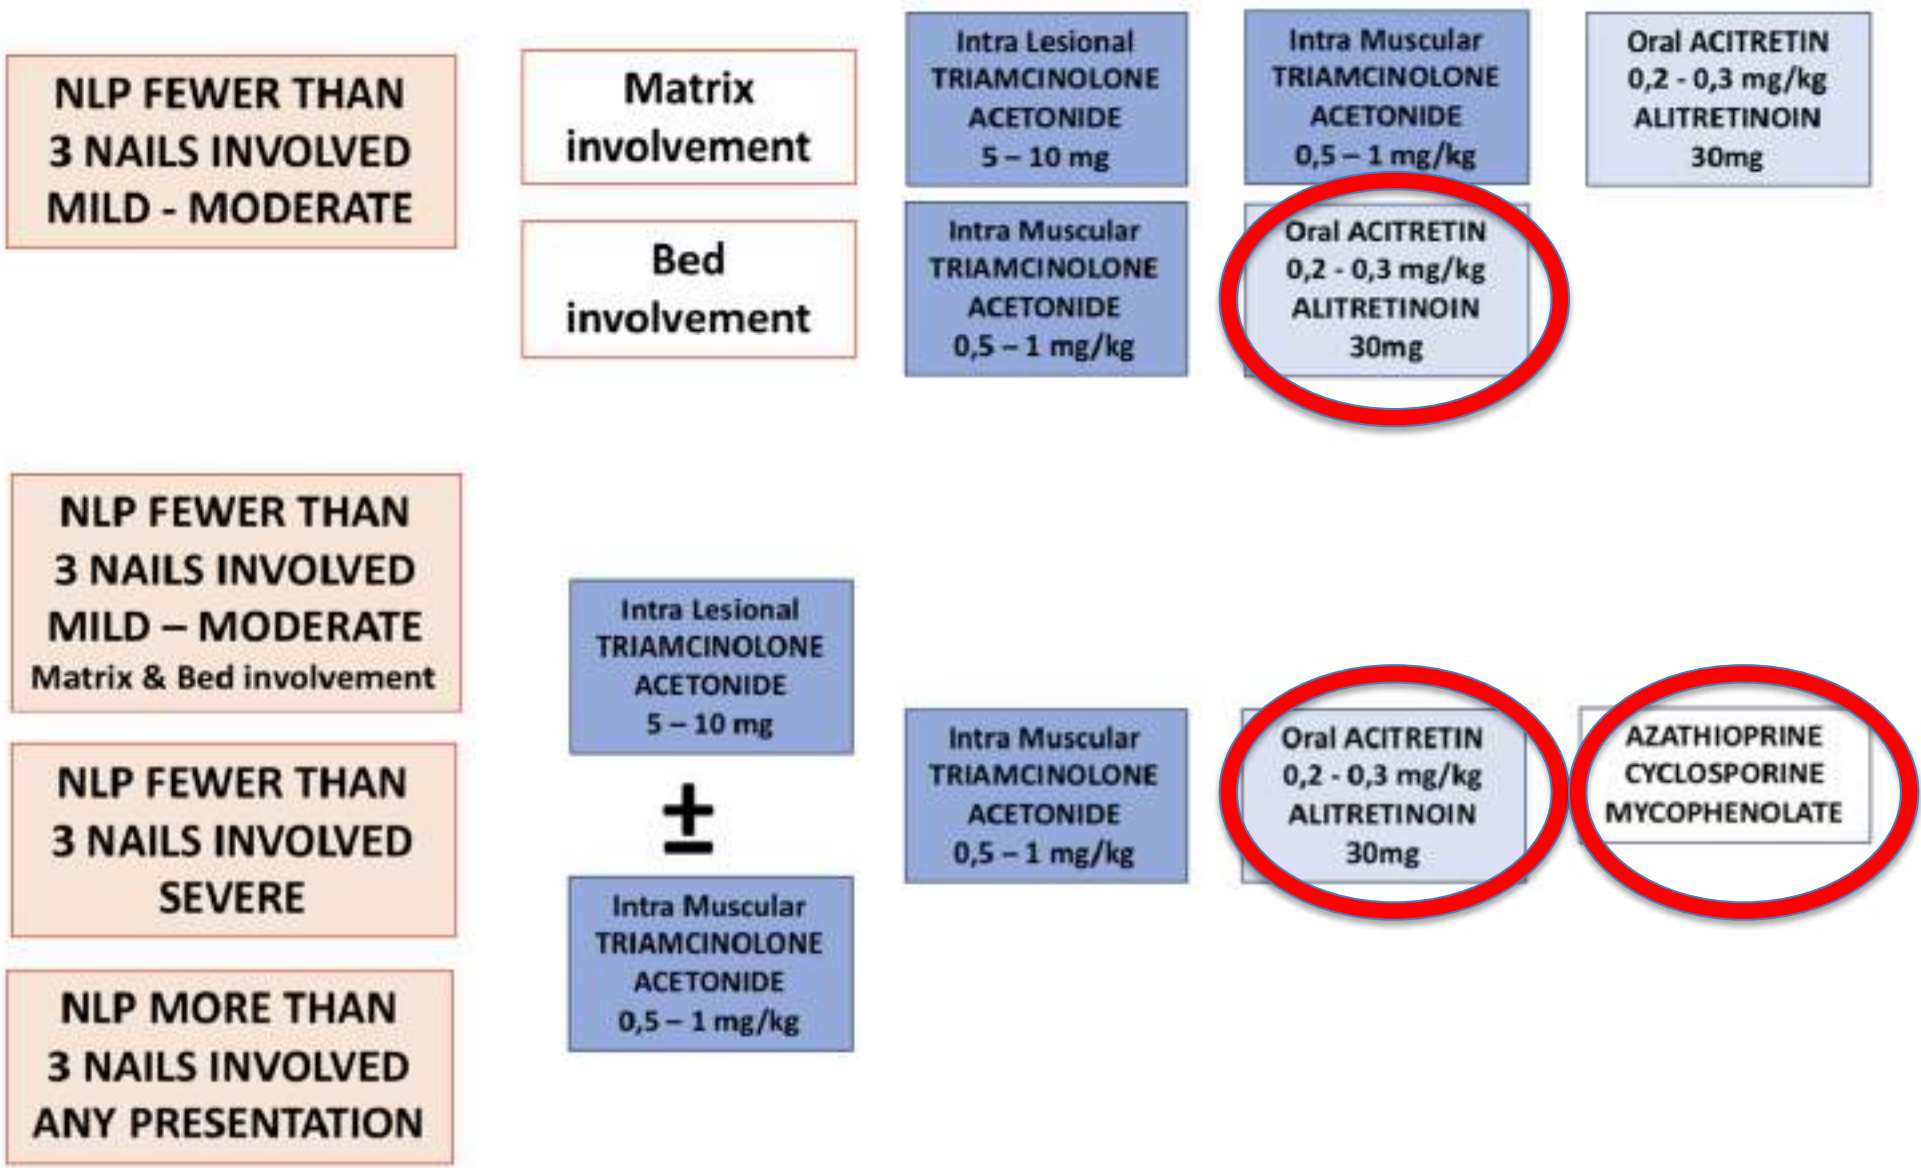 NLP FEWER THAN
3 NAILS INVOLVED
MILD - MODERATE
Matrix
involvement
Intra Lesional
TRIAMCINOLONE
ACETONIDE
5 – 10 mg
Intra Muscular
TRIAMCINOLONE
ACETONIDE
0,5 – 1 mg/kg
Oral ACITRETIN
0,2 - 0,3 mg/kg
ALITRETINOIN
30mg
Bed
involvement
Intra Muscular
TRIAMCINOLONE
ACETONIDE
0,5 – 1 mg/kg
Oral ACITRETIN
0,2 - 0,3 mg/kg
ALITRETINOIN
30mg
NLP FEWER THAN
3 NAILS INVOLVED
MILD – MODERATE
Matrix & Bed involvement
NLP FEWER THAN
3 NAILS INVOLVED
SEVERE
NLP MORE THAN
3 NAILS INVOLVED
ANY PRESENTATION
Intra Lesional
TRIAMCINOLONE
ACETONIDE
5 – 10 mg
±
Intra Muscular
TRIAMCINOLONE
ACETONIDE
0,5 – 1 mg/kg
Intra Muscular
TRIAMCINOLONE
ACETONIDE
0,5 – 1 mg/kg
Oral ACITRETIN
0,2 - 0,3 mg/kg
ALITRETINOIN
30mg
AZATHIOPRINE
CYCLOSPORINE
MYCOPHENOLATE